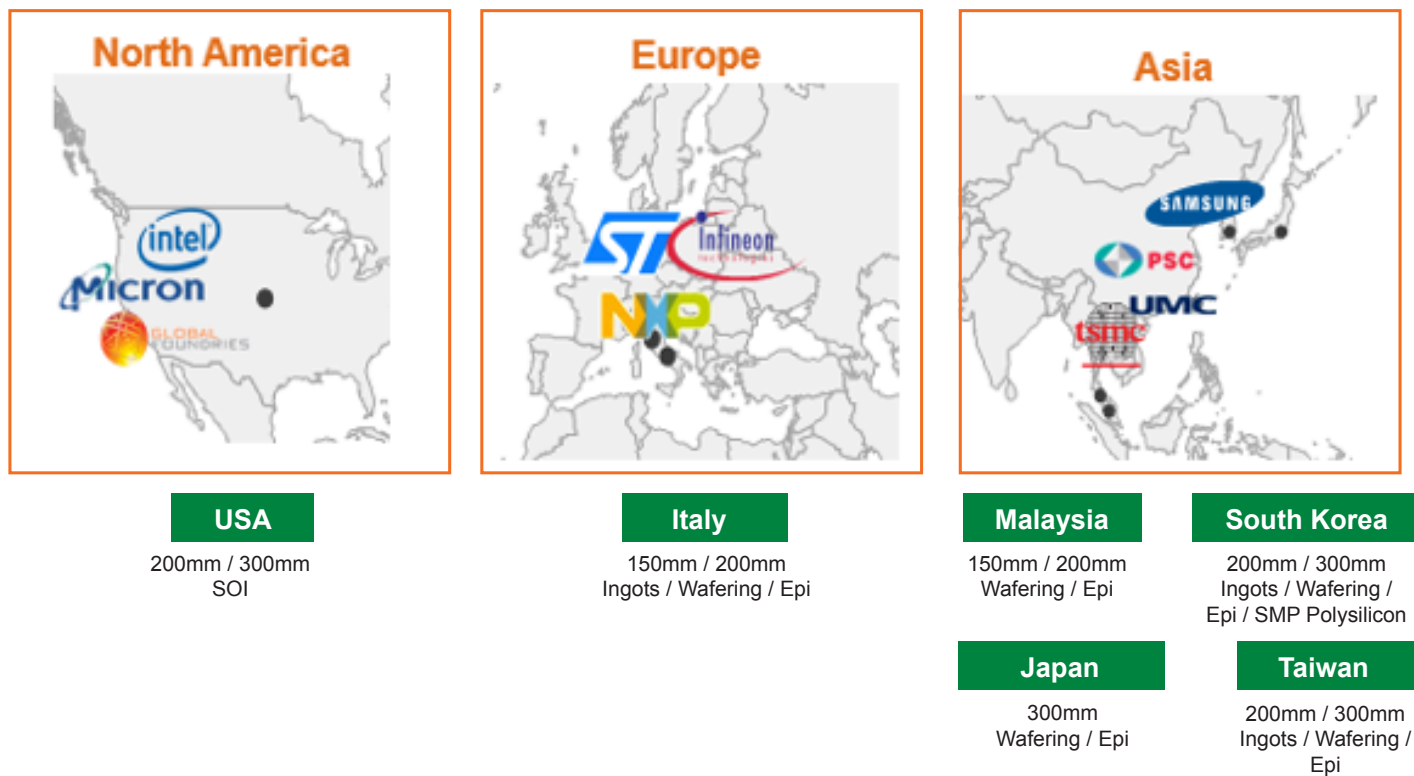 North America
intel
Micron
GLOBAL
FOUNDRIES
Europe
ST
Infineon
technologies
NXP
Asia
SAMSUNG
PSC
UMC
tsmc
USA
200mm / 300mm
SOI
Italy
150mm / 200mm
Ingots / Wafering / Epi
Malaysia
150mm / 200mm
Wafering / Epi
South Korea
200mm / 300mm
Ingots / Wafering /
Epi / SMP Polysilicon
Japan
300mm
Wafering / Epi
Taiwan
200mm / 300mm
Ingots / Wafering /
Epi